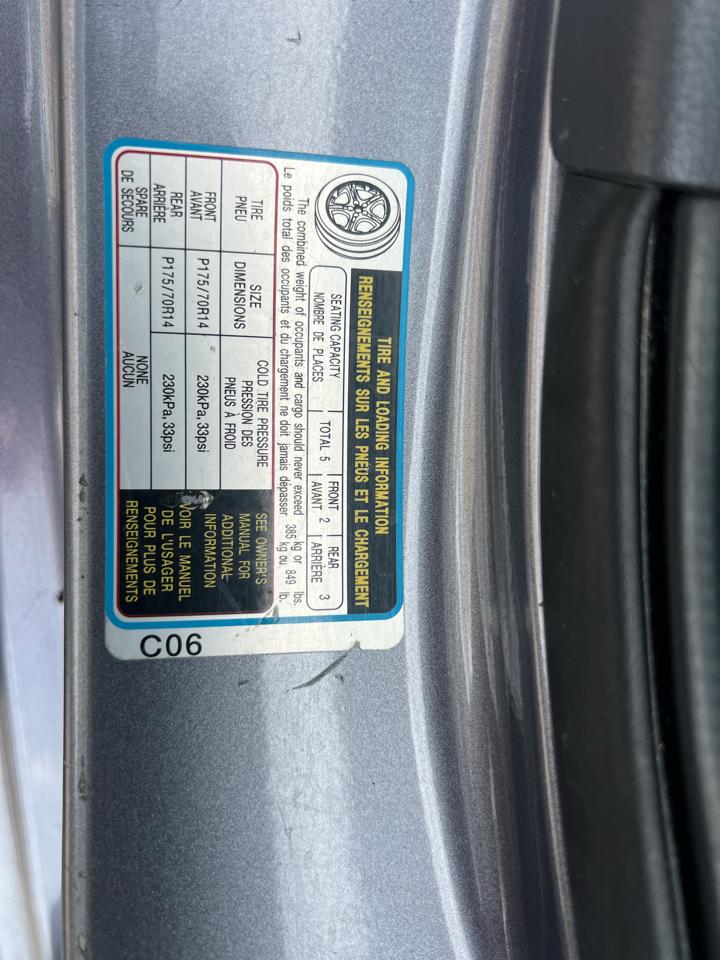 TIRE AND LOADING INFORMATION
RENSEIGNEMENTS SUR LES PNEUS ET LE CHARGEMENT
SEATING CAPACITY
NOMBRE DE PLACES
TOTAL 5
FRONT
AVANT 2
REAR
ARRIÈRE 3
The combined weight of occupants and cargo should never exceed 385 kg or 849 lbs.
Le poids total des occupants et du chargement ne doit jamais dépasser 385 kg ou 849 lb.
TIRE
PNEU
SIZE
DIMENSIONS
COLD TIRE PRESSURE
PRESSION DES
PNEUS À FROID
FRONT
AVANT
P175/70R14
230kPa, 33psi
REAR
ARRIÈRE
P175/70R14
230kPa, 33psi
SPARE
DE SECOURS
NONE
AUCUN
SEE OWNER'S
MANUAL FOR
ADDITIONAL
INFORMATION
VOIR LE MANUEL
DE L'USAGER
POUR PLUS DE
RENSEIGNEMENTS
C06